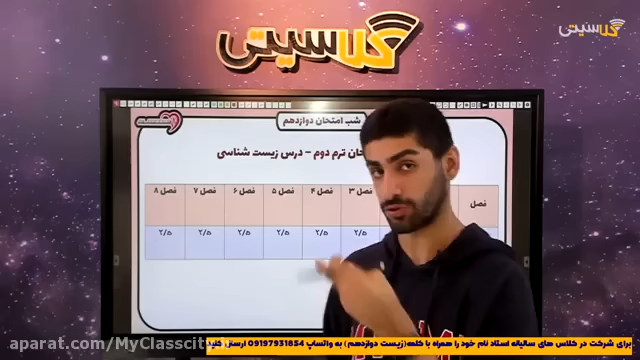 کلاسیتی
کلاسیتی
شب امتحان دوازدهم
حان ترم دوم - درس زیست شناسی
فصل
فصل ۳
فصل ۴
فصل ۵
فصل ۶
فصل ۷
فصل ۸
۲/۵
۲/۵
۲/۵
۲/۵
۲/۵
۲/۵
برای شرکت در کلاس های سالیانه استاد نام خود را همراه با کلمه(زیست دوازدهم) به واتساپ 09197931854 ارسال کنید
aparat.com/MyClasscit